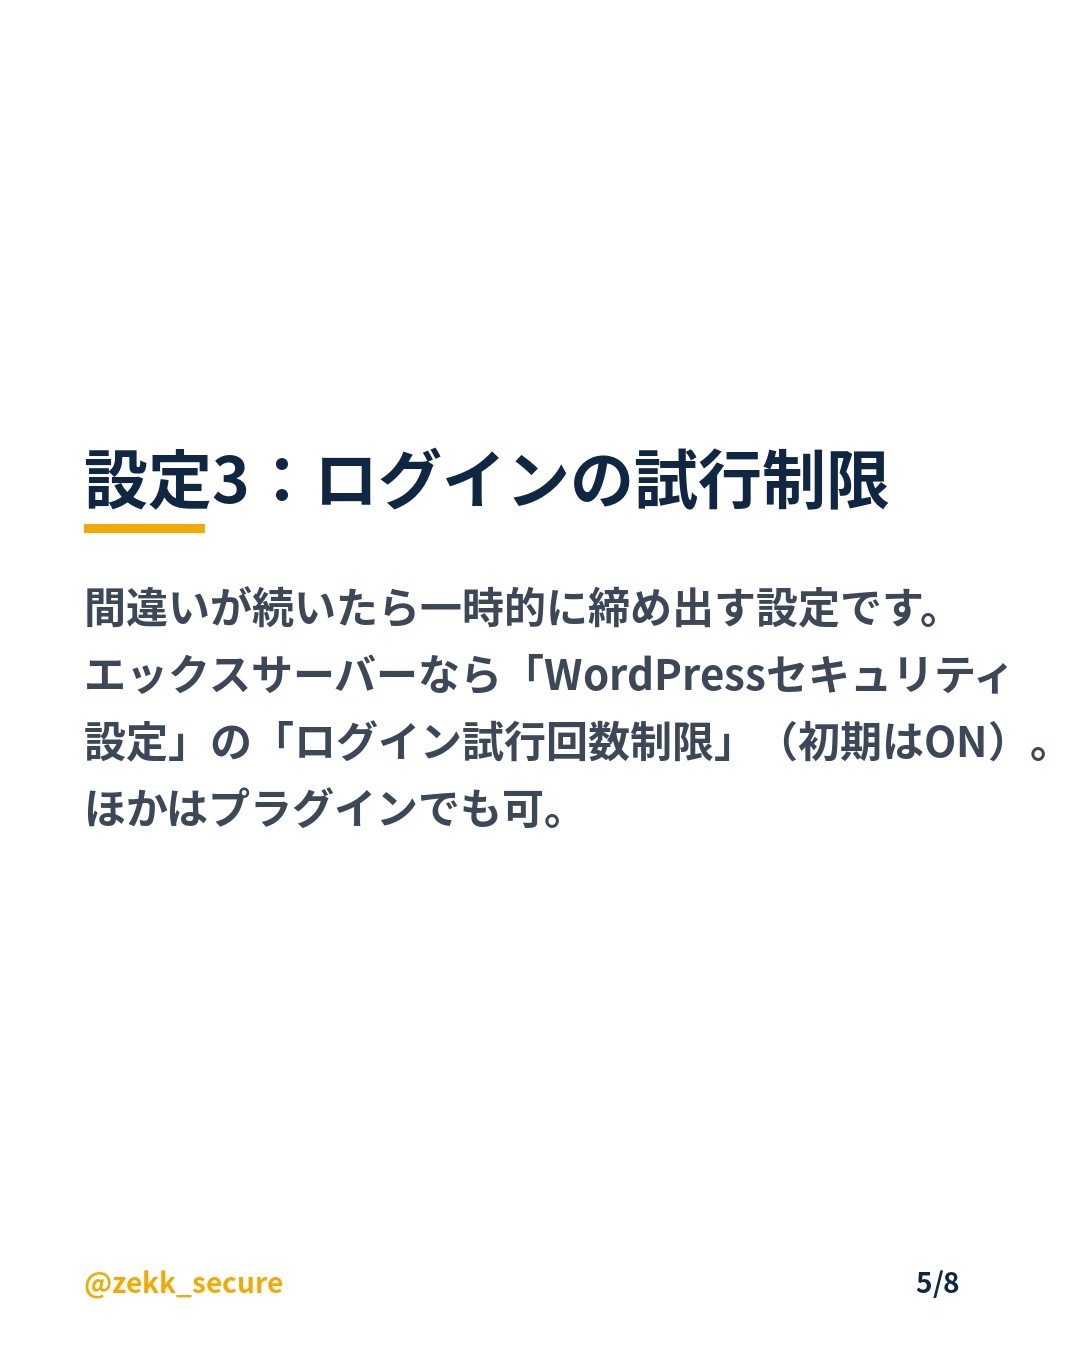 設定3：ログインの試行制限
間違いが続いたら一時的に締め出す設定です。
エックスサーバーなら「WordPressセキュリティ
設定」の「ログイン試行回数制限」（初期はON）。
ほかはプラグインでも可。
@zekk_secure
5/8